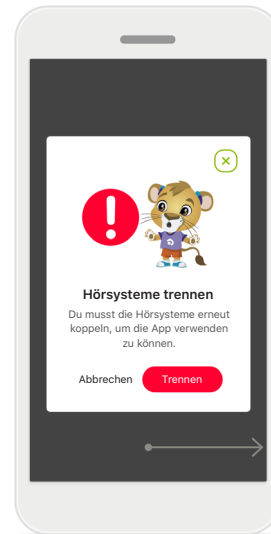 Hörsysteme trennen
Du musst die Hörsysteme erneut
koppeln, um die App verwenden
zu können.
Abbrechen Trennen